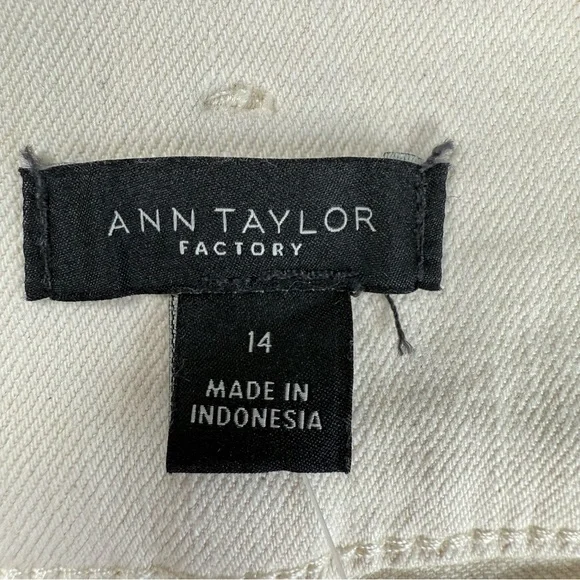 ANN TAYLOR
FACTORY
14
MADE IN
INDONESIA